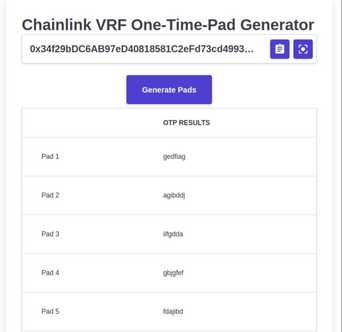 Chainlink VRF One-Time-Pad Generator
0x34f29bDC6AB97eD40818581C2eFd73cd4993...
Generate Pads
OTP RESULTS
Pad 1 gedfiag
Pad 2 agibddj
Pad 3 iifgdda
Pad 4 gbjgfef
Pad 5 fdajibd